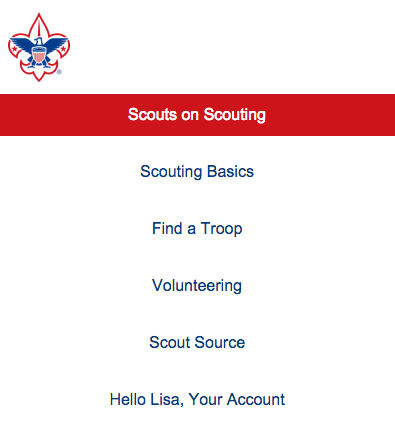 Scouts on Scouting
Scouting Basics
Find a Troop
Volunteering
Scout Source
Hello Lisa, Your Account